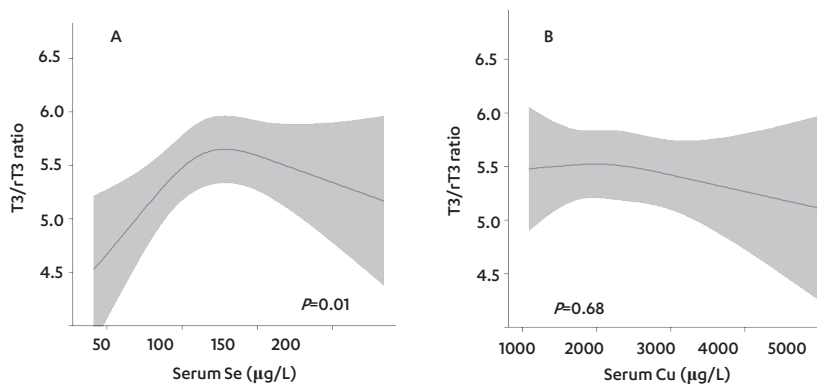 A
6.5
6.0
5.5
5.0
4.5
T3/rT3 ratio
P=0.01
50 100 150 200
Serum Se (µg/L)
B
6.5
6.0
5.5
5.0
4.5
T3/rT3 ratio
P=0.68
1000 2000 3000 4000 5000
Serum Cu (µg/L)